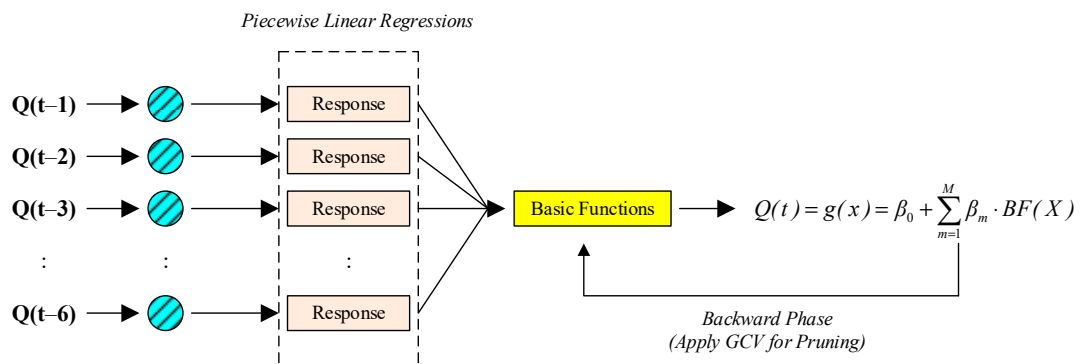 Piecewise Linear Regressions
Q(t–1)
Response
Q(t–2)
Response
Q(t–3)
Response
Basic Functions
Q(t) = g(x) = β₀ + ∑_{m=1}^{M} β_m · BF(X)
: : :
Q(t–6)
Response
Backward Phase
(Apply GCV for Pruning)